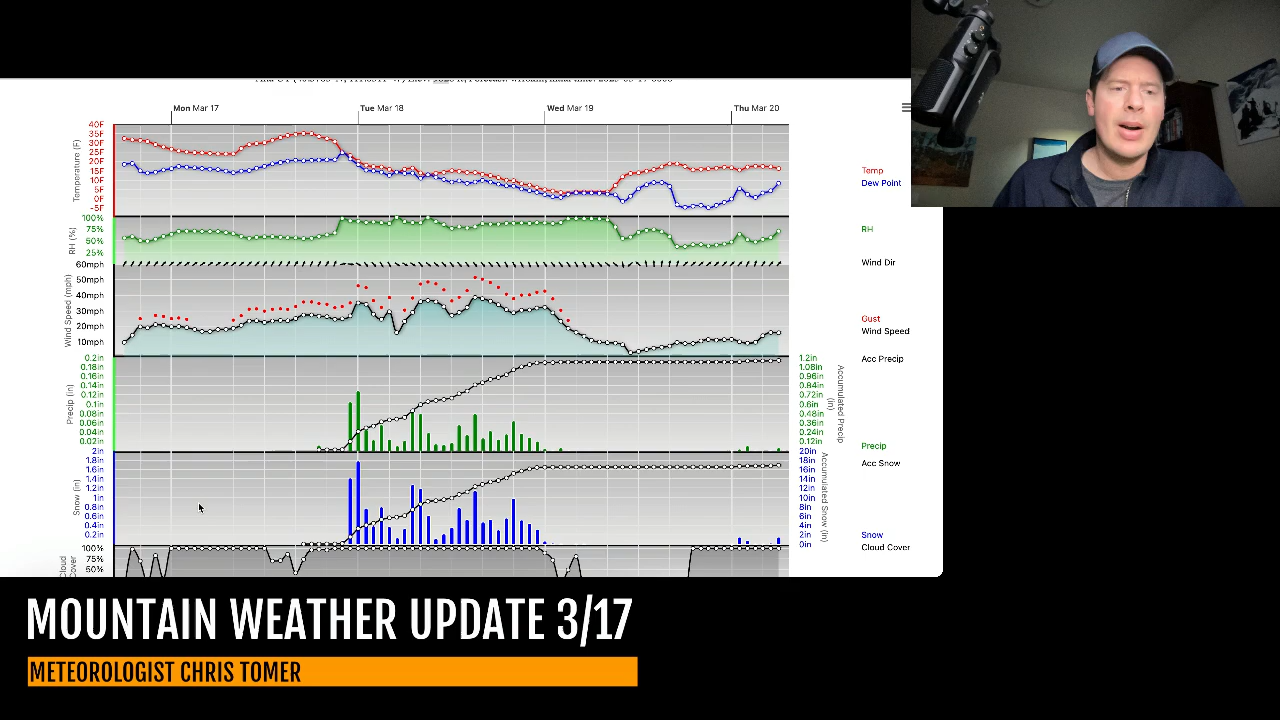 Mon Mar 17
Tue Mar 18
Wed Mar 19
Thu Mar 20
Temperature (F)
40F
35F
30F
25F
20F
15F
10F
5F
0F
-5F
Temp
Dew Point
RH (%)
100%
75%
50%
25%
RH
Wind Dir
Wind Speed (mph)
60mph
50mph
40mph
30mph
20mph
10mph
Gust
Wind Speed
Precip (in)
0.2in
0.18in
0.16in
0.14in
0.12in
0.1in
0.08in
0.06in
0.04in
0.02in
1.2in
1.08in
0.96in
0.84in
0.72in
0.6in
0.48in
0.36in
0.24in
0.12in
Accumulated Precip (in)
Acc Precip
Precip
Snow (in)
2in
1.8in
1.6in
1.4in
1.2in
1in
0.8in
0.6in
0.4in
0.2in
20in
18in
16in
14in
12in
10in
8in
6in
4in
2in
0in
Accumulated Snow (in)
Acc Snow
Snow
Cloud Cover
Cloud
Cover
100%
75%
50%
MOUNTAIN WEATHER UPDATE 3/17
METEOROLOGIST CHRIS TOMER